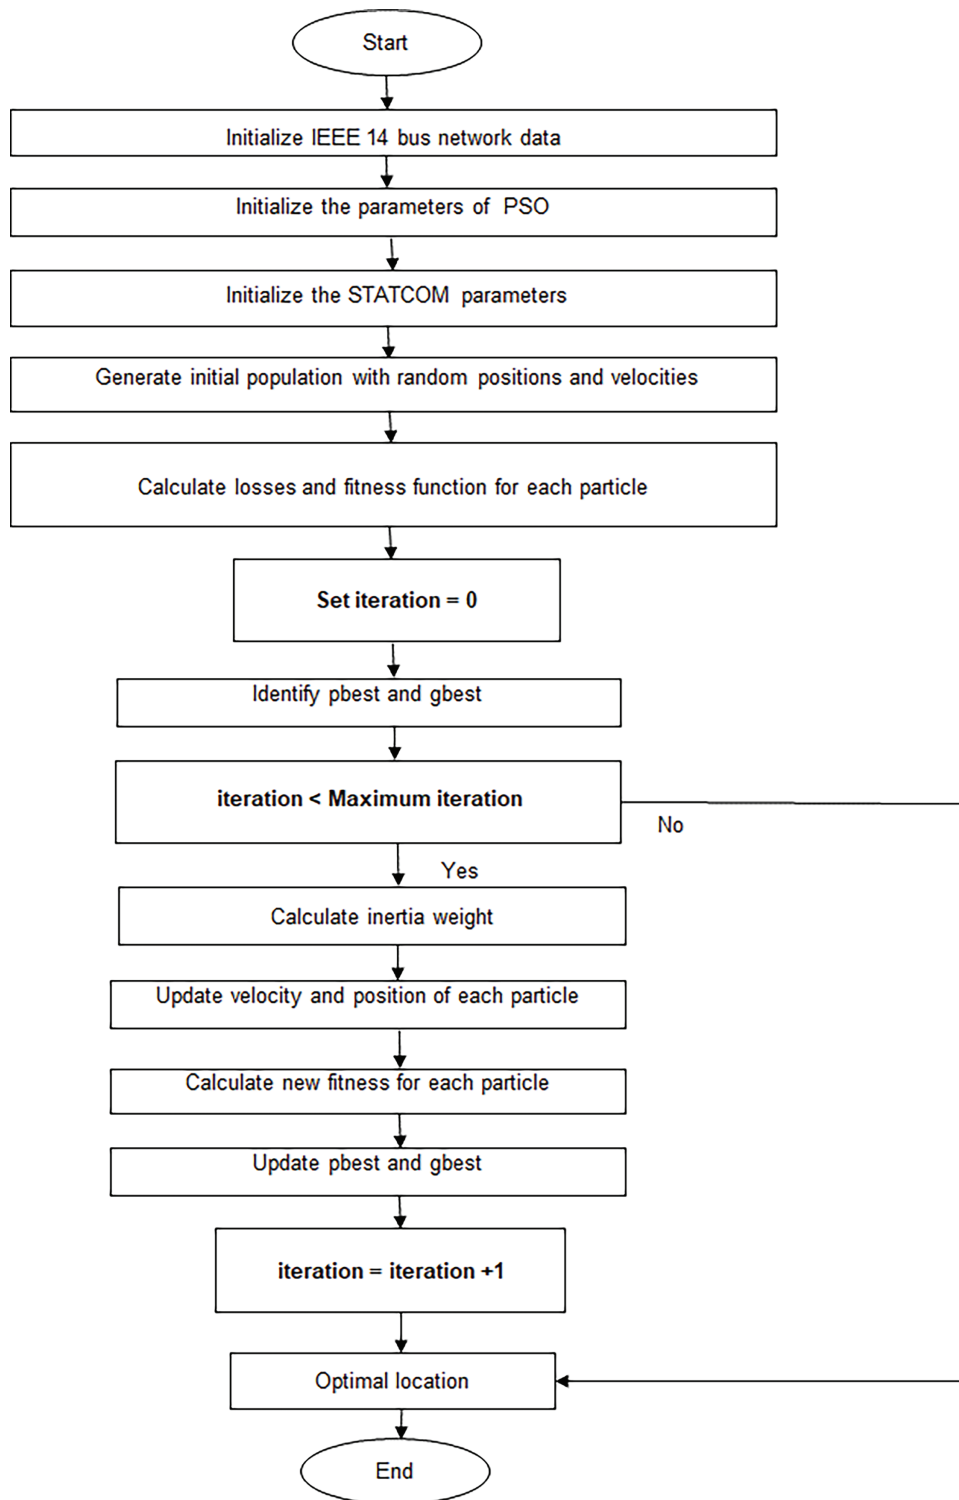 Start
Initialize IEEE 14 bus network data
Initialize the parameters of PSO
Initialize the STATCOM parameters
Generate initial population with random positions and velocities
Calculate losses and fitness function for each particle
Set iteration = 0
Identify pbest and gbest
iteration < Maximum iteration
No
Yes
Calculate inertia weight
Update velocity and position of each particle
Calculate new fitness for each particle
Update pbest and gbest
iteration = iteration +1
Optimal location
End